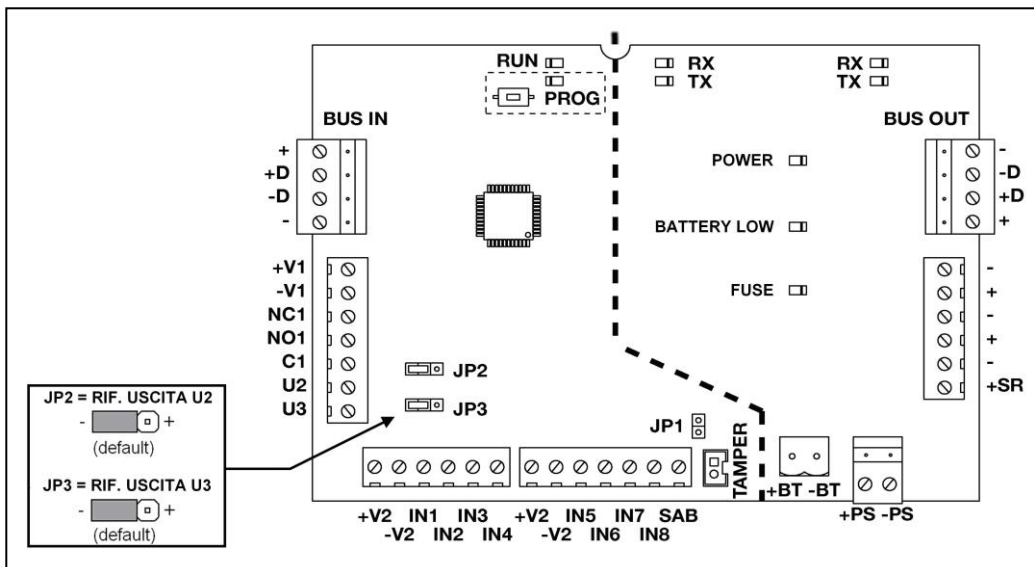 RUN
PROG
RX
TX
RX
TX
BUS IN
+
+D
-D
-
BUS OUT
-
-D
+D
+
POWER
BATTERY LOW
FUSE
+V1
-V1
NC1
NO1
C1
U2
U3
-
+
-
+
-
+SR
JP2
JP3
JP1
TAMPER
JP2 = RIF. USCITA U2
- +
(default)
JP3 = RIF. USCITA U3
- +
(default)
+V2 IN1 IN3 +V2 IN5 IN7 SAB
-V2 IN2 IN4 -V2 IN6 IN8
+BT -BT
+PS -PS